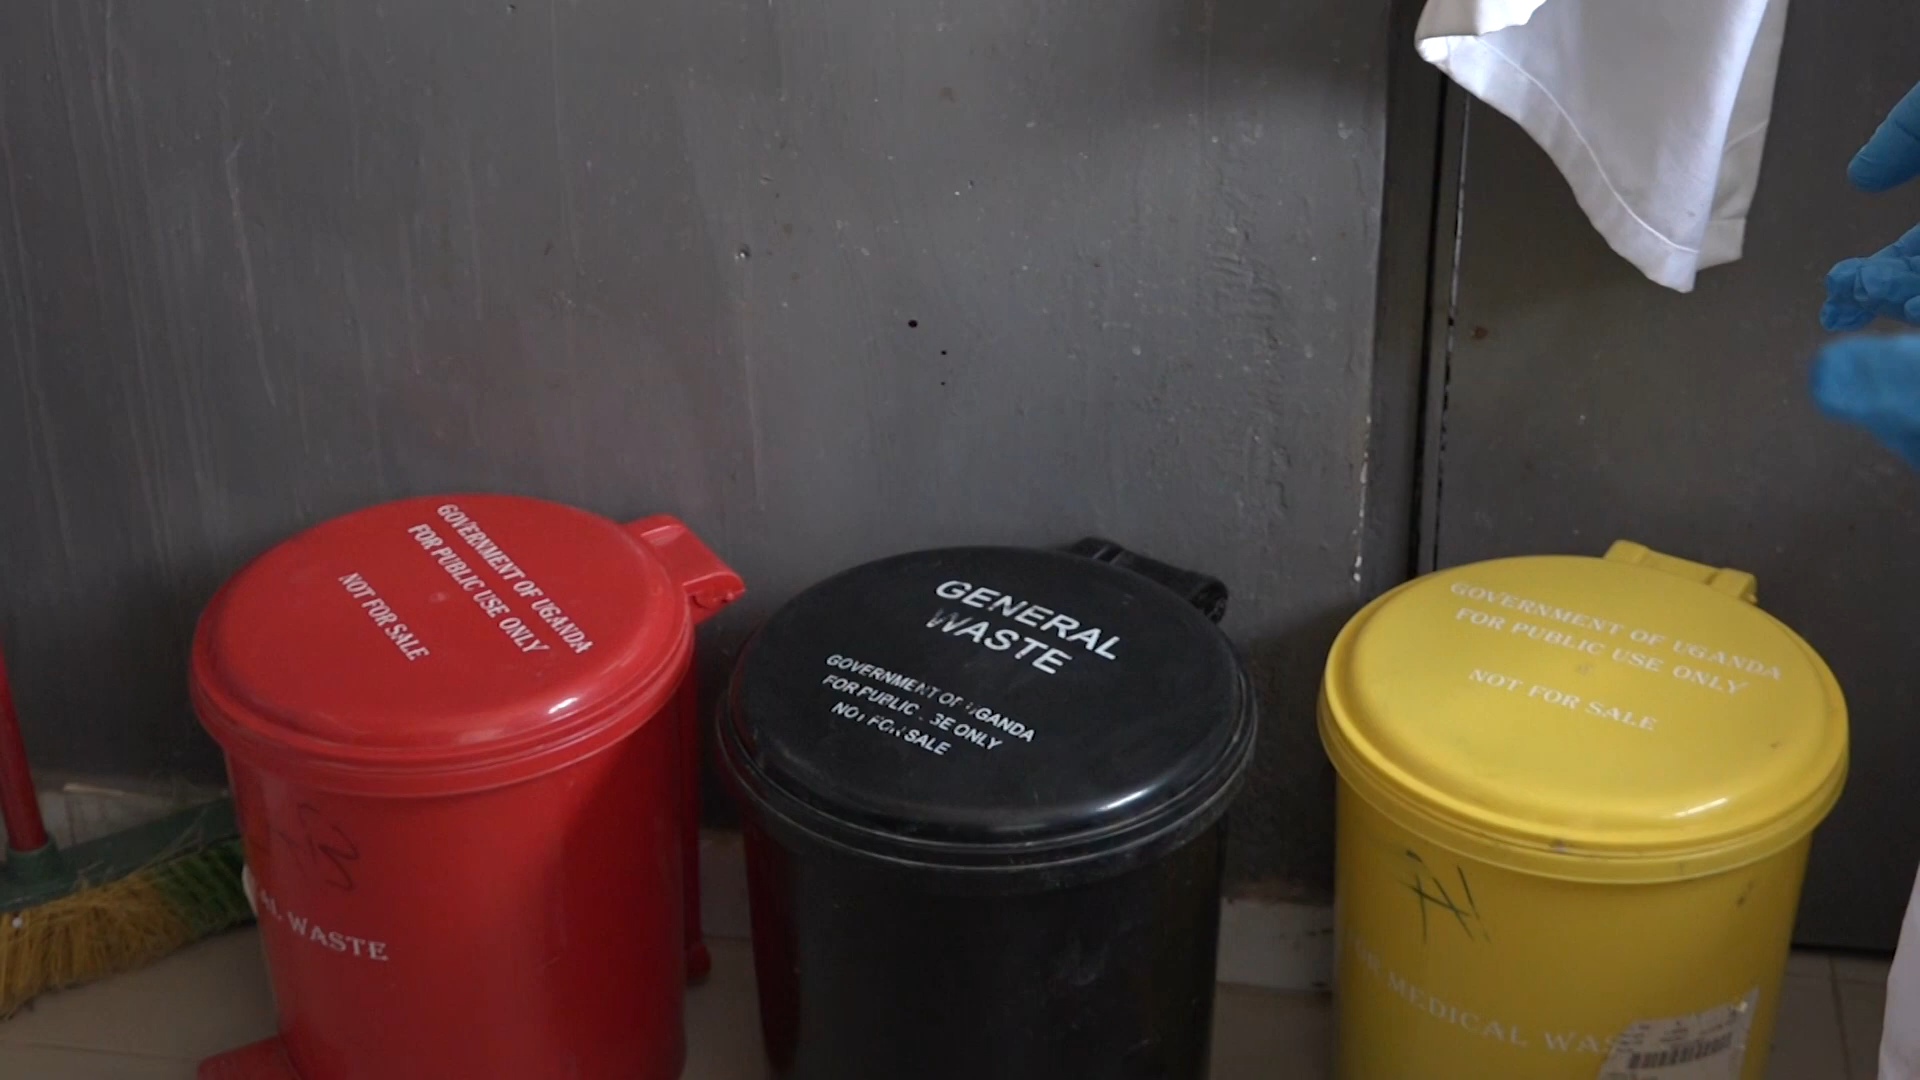 GOVERNMENT OF UGANDA
FOR PUBLIC USE ONLY
NOT FOR SALE
WASTE
GENERAL
WASTE
GOVERNMENT OF UGANDA
FOR PUBLIC USE ONLY
NOT FOR SALE
GOVERNMENT OF UGANDA
FOR PUBLIC USE ONLY
NOT FOR SALE
MEDICAL